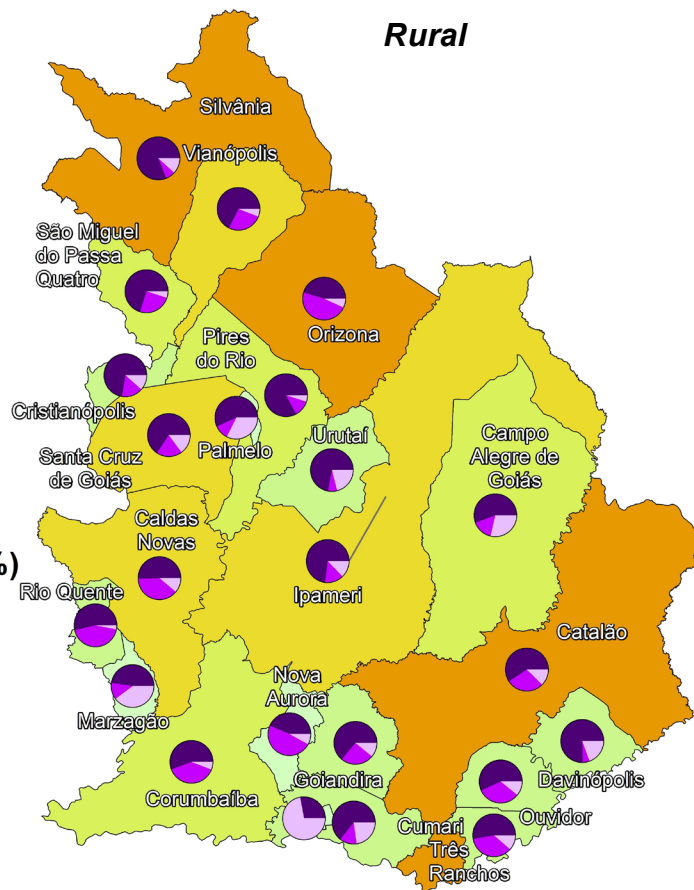 Rural
Silvânia
Vianópolis
São Miguel
do Passa
Quatro
Orizona
Pires
do Rio
Cristianópolis
Palmelo
Urutaí
Campo
Alegre de
Goiás
Santa Cruz
de Goiás
Caldas
Novas
%)
Rio Quente
Ipameri
Catalão
Nova
Aurora
Marzagão
Goiandira
Davinópolis
Corumbaíba
Ouvidor
Cumari
Três
Ranchos